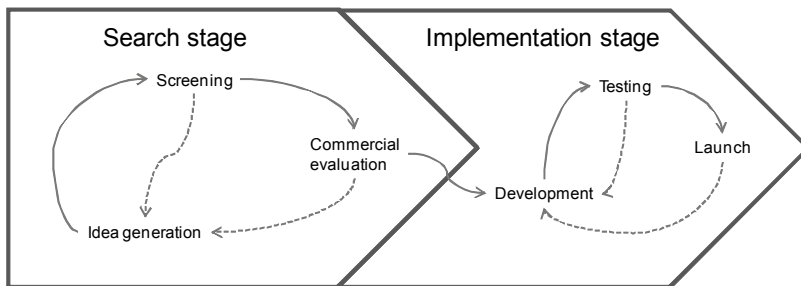 Search stage
Implementation stage
Screening
Testing
Commercial
evaluation
Launch
Development
Idea generation